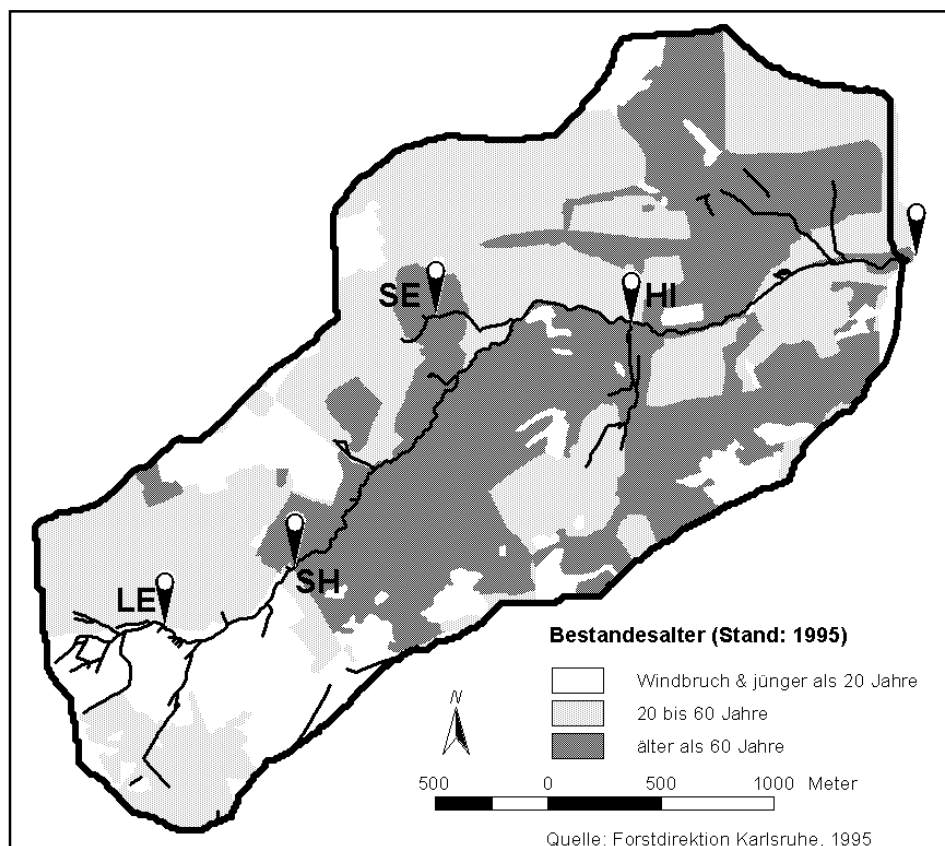 SE
HI
SH
LE
Bestandesalter (Stand: 1995)
Windbruch & jünger als 20 Jahre
20 bis 60 Jahre
älter als 60 Jahre
N
500 0 500 1000 Meter
Quelle: Forstdirektion Karlsruhe, 1995